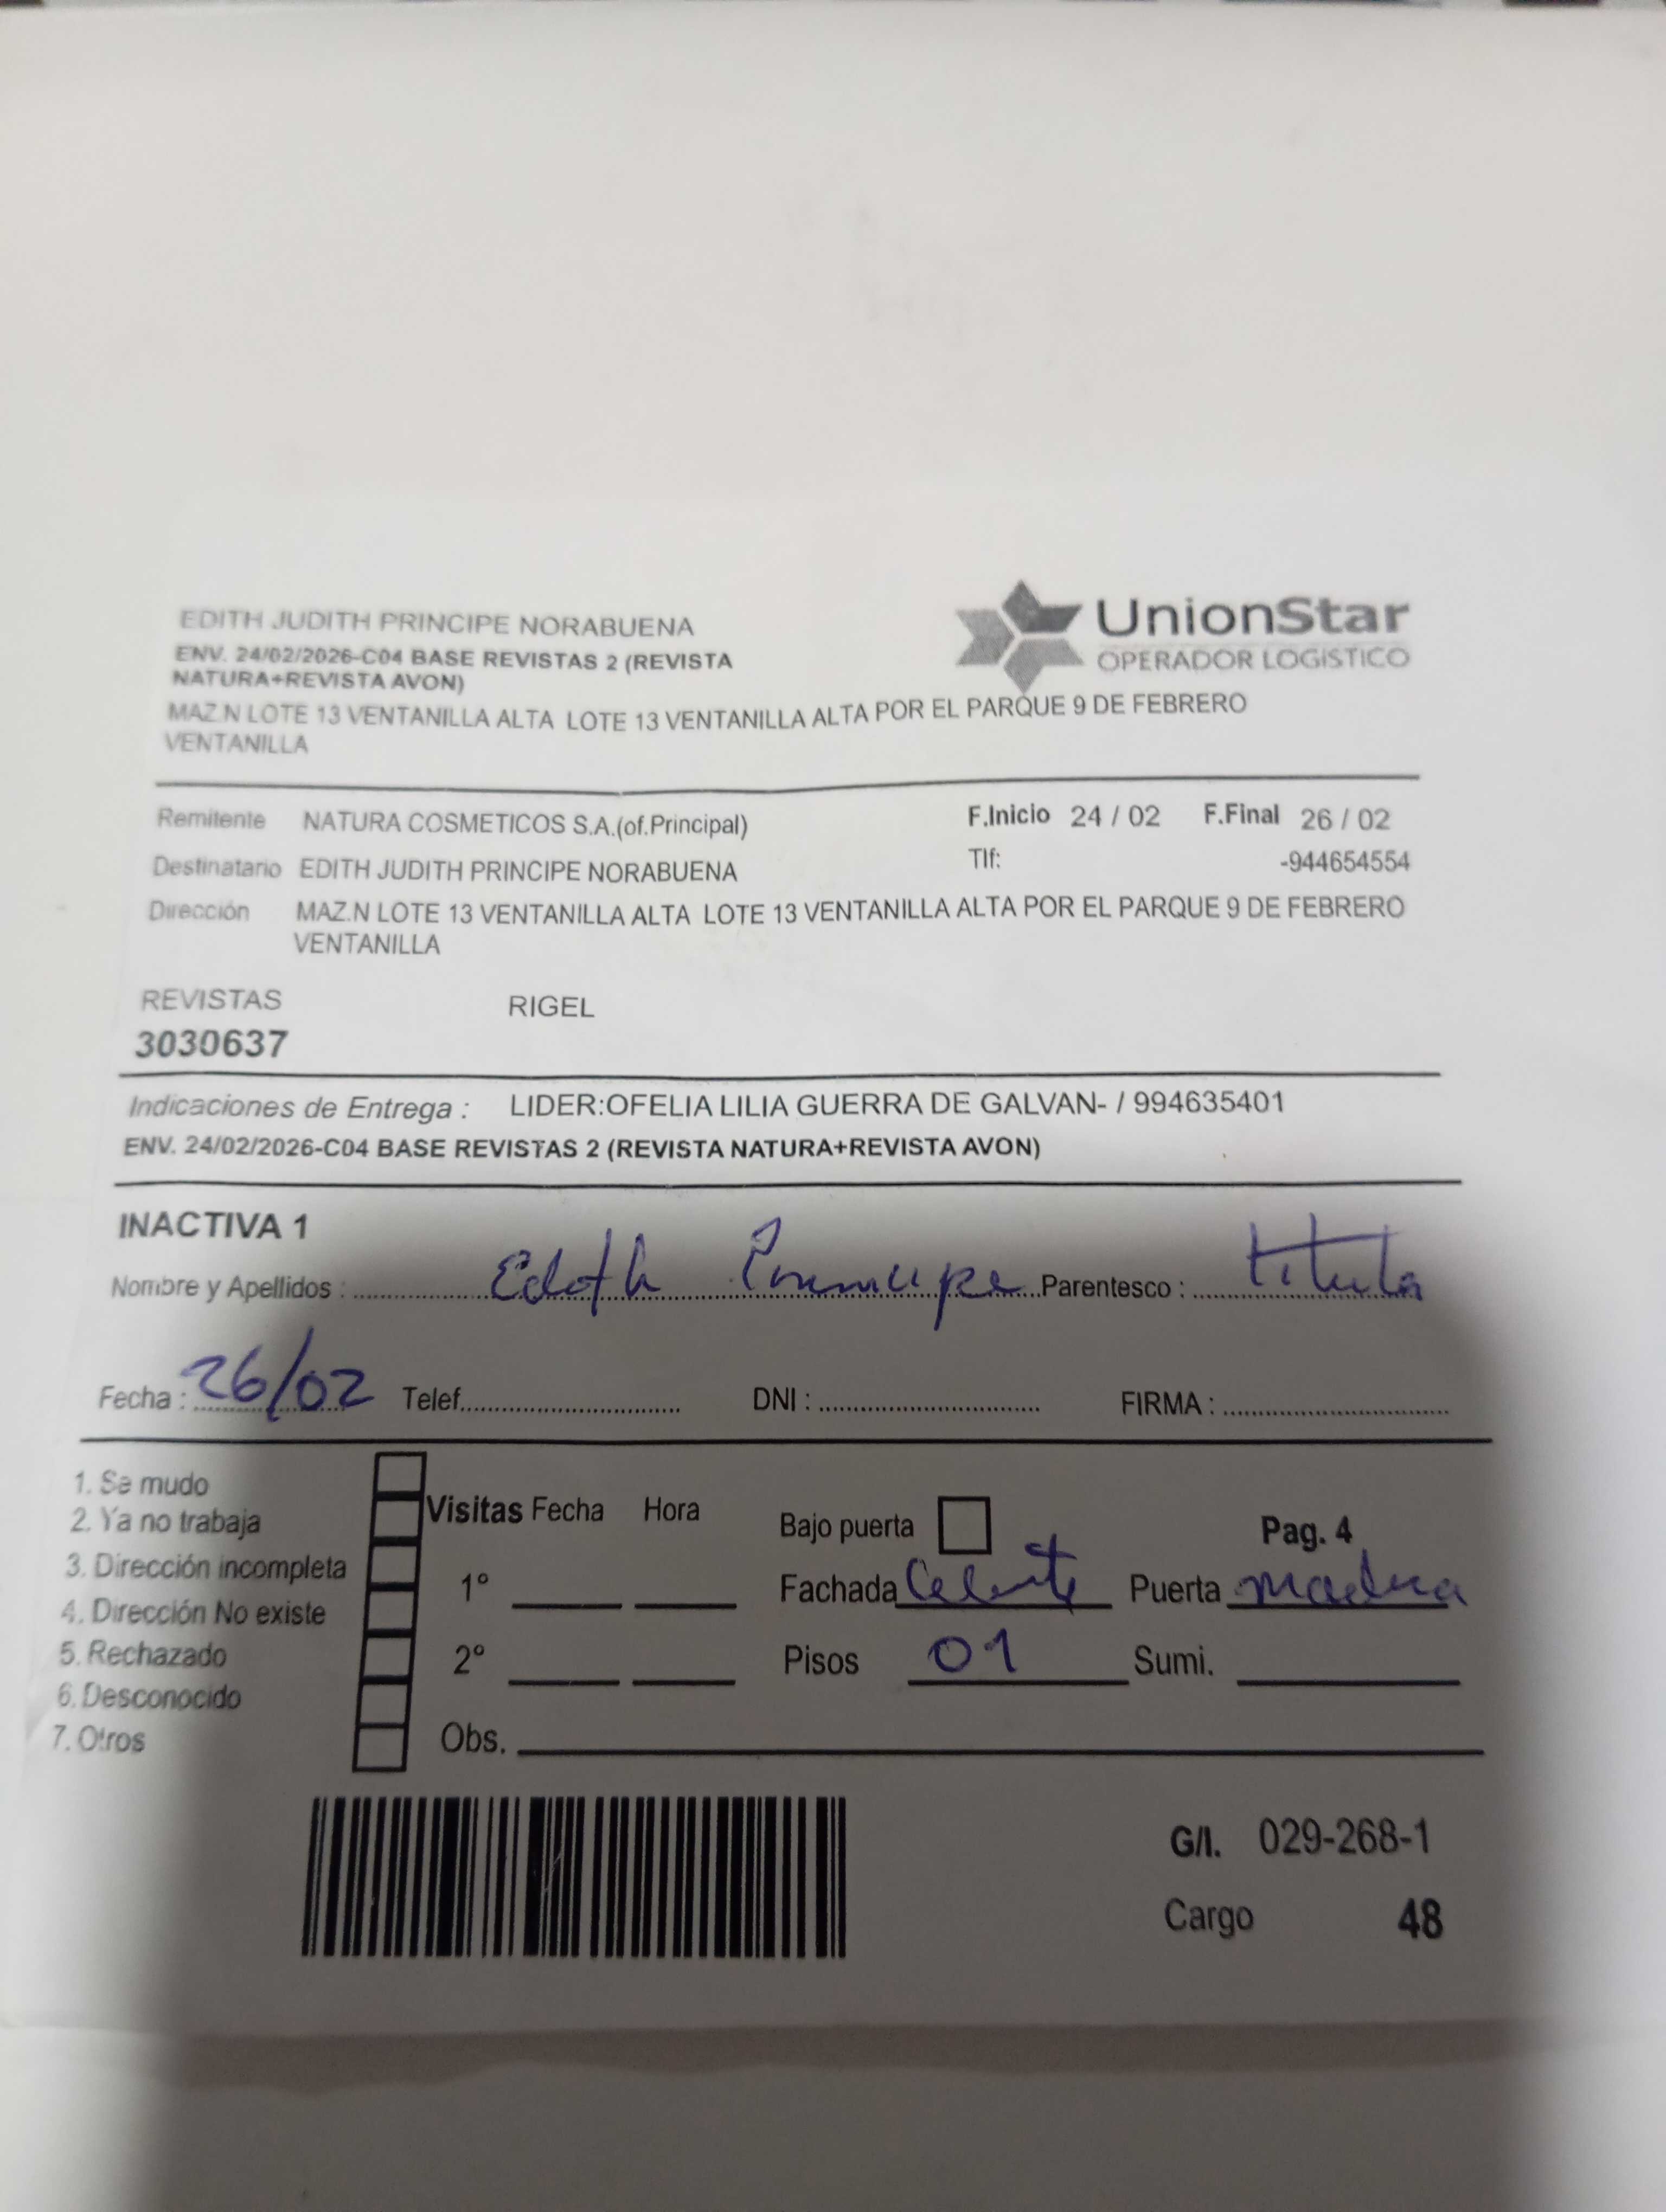 EDITH JUDITH PRINCIPE NORABUENA
ENV. 24/02/2026-C04 BASE REVISTAS 2 (REVISTA
NATURA+REVISTA AVON)
UnionStar
OPERADOR LOGISTICO
MAZ.N LOTE 13 VENTANILLA ALTA LOTE 13 VENTANILLA ALTA POR EL PARQUE 9 DE FEBRERO
VENTANILLA
Remitente NATURA COSMETICOS S.A.(of.Principal) F.Inicio 24 / 02 F.Final 26 / 02
Destinatario EDITH JUDITH PRINCIPE NORABUENA Tlf: -944654554
Dirección MAZ.N LOTE 13 VENTANILLA ALTA LOTE 13 VENTANILLA ALTA POR EL PARQUE 9 DE FEBRERO
VENTANILLA
REVISTAS RIGEL
3030637
Indicaciones de Entrega : LIDER:OFELIA LILIA GUERRA DE GALVAN- / 994635401
ENV. 24/02/2026-C04 BASE REVISTAS 2 (REVISTA NATURA+REVISTA AVON)
INACTIVA 1
Nombre y Apellidos : Edith Principe Parentesco : titular
Fecha : 26/02 Telef. DNI : FIRMA :
1. Se mudo
2. Ya no trabaja
3. Dirección incompleta
4. Dirección No existe
5. Rechazado
6. Desconocido
7. Otros
Visitas Fecha Hora
1°
2°
Obs.
Bajo puerta Pag. 4
Fachada Celeste Puerta madera
Pisos 01 Sumi.
G/I. 029-268-1
Cargo 48